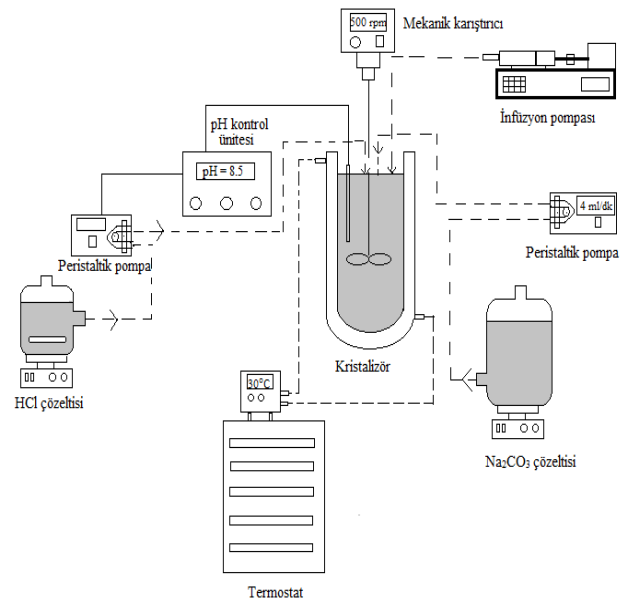 500 rpm
Mekanik karıştırıcı
İnfüzyon pompası
pH kontrol
ünitesi
pH = 8.5
4 ml/dk
Peristaltik pompa
Peristaltik pompa
Kristalizör
HCl çözeltisi
30°C
Na₂CO₃ çözeltisi
Termostat